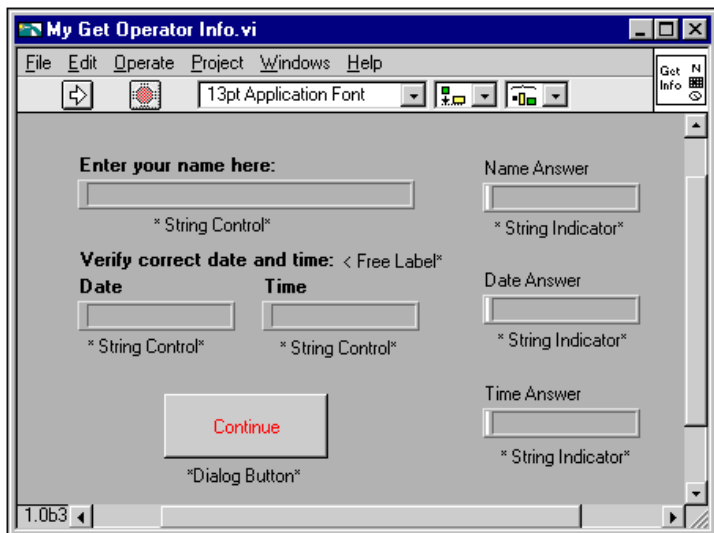 My Get Operator Info.vi
File Edit Operate Project Windows Help
Get N
Info
13pt Application Font
Enter your name here:
* String Control*
Verify correct date and time: < Free Label*
Date Time
* String Control* * String Control*
Continue
*Dialog Button*
Name Answer
* String Indicator*
Date Answer
* String Indicator*
Time Answer
* String Indicator*
1.0b3